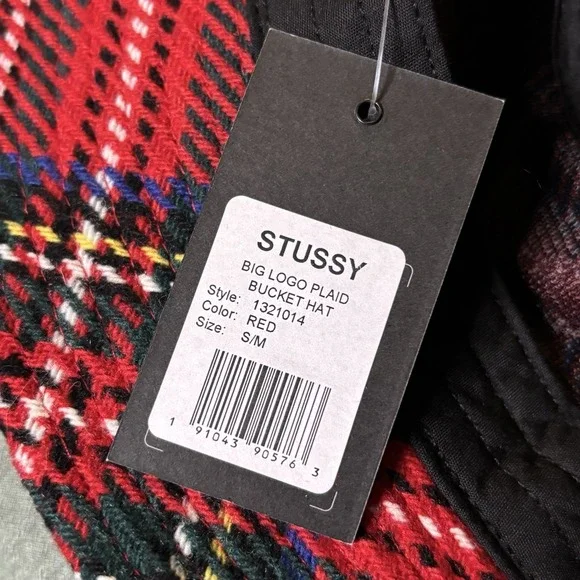 STUSSY
BIG LOGO PLAID
BUCKET HAT
Style: 1321014
Color: RED
Size: S/M
1 91043 90576 3